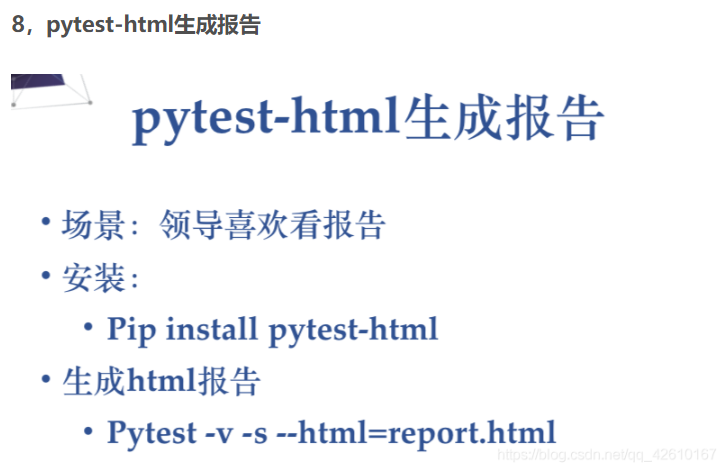 8，pytest-html生成报告
pytest-html生成报告
• 场景：领导喜欢看报告
• 安装：
• Pip install pytest-html
• 生成html报告
• Pytest -v -s --html=report.html
https://blog.csdn.net/qq_42610167